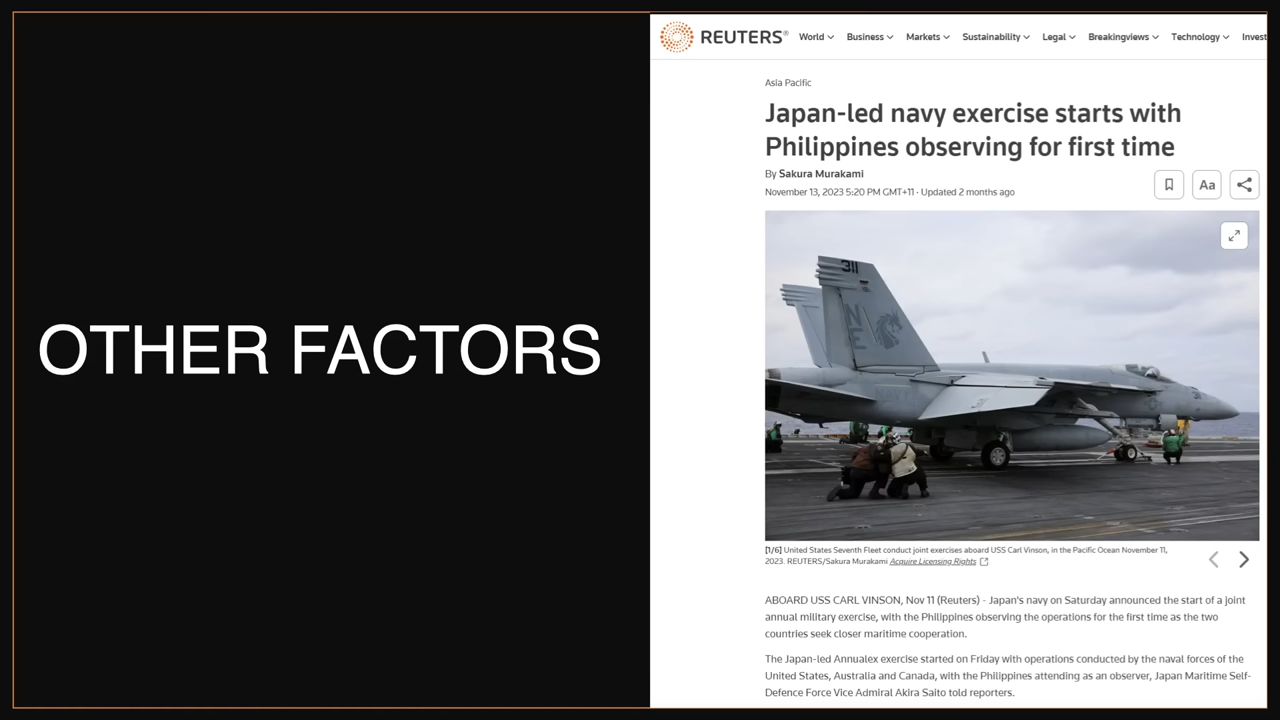 OTHER FACTORS
REUTERS®
World Business Markets Sustainability Legal Breakingviews Technology Invest
Asia Pacific
Japan-led navy exercise starts with
Philippines observing for first time
By Sakura Murakami
November 13, 2023 5:20 PM GMT+11 · Updated 2 months ago
Aa
311
NE
[1/6] United States Seventh Fleet conduct joint exercises aboard USS Carl Vinson, in the Pacific Ocean November 11,
2023. REUTERS/Sakura Murakami Acquire Licensing Rights
ABOARD USS CARL VINSON, Nov 11 (Reuters) - Japan's navy on Saturday announced the start of a joint
annual military exercise, with the Philippines observing the operations for the first time as the two
countries seek closer maritime cooperation.
The Japan-led Annualex exercise started on Friday with operations conducted by the naval forces of the
United States, Australia and Canada, with the Philippines attending as an observer, Japan Maritime Self-
Defence Force Vice Admiral Akira Saito told reporters.